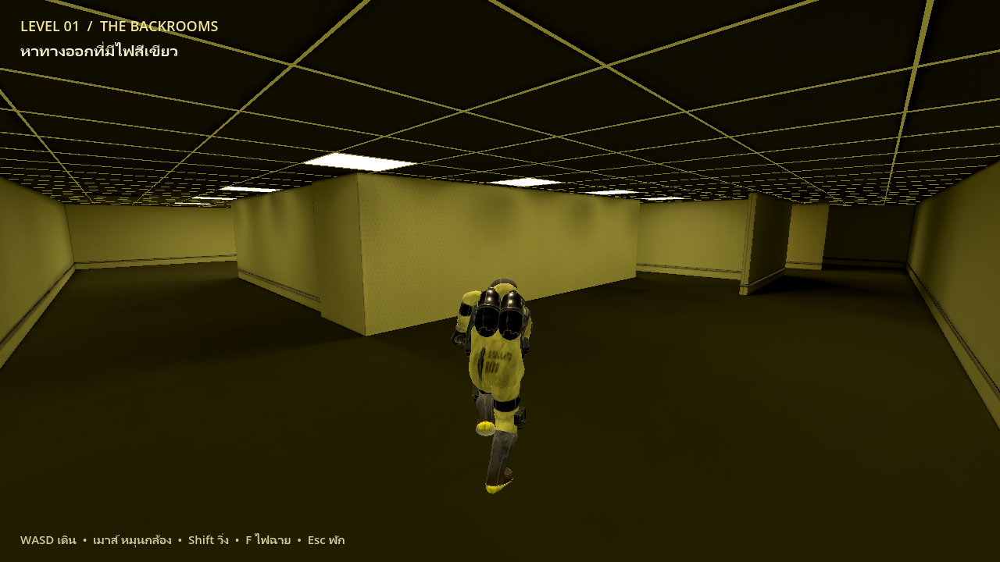 LEVEL 01 / THE BACKROOMS
หาทางออกที่มีไฟสีเขียว
WASD เดิน • เมาส์ หมุนกล้อง • Shift วิ่ง • F ไฟฉาย • Esc พัก